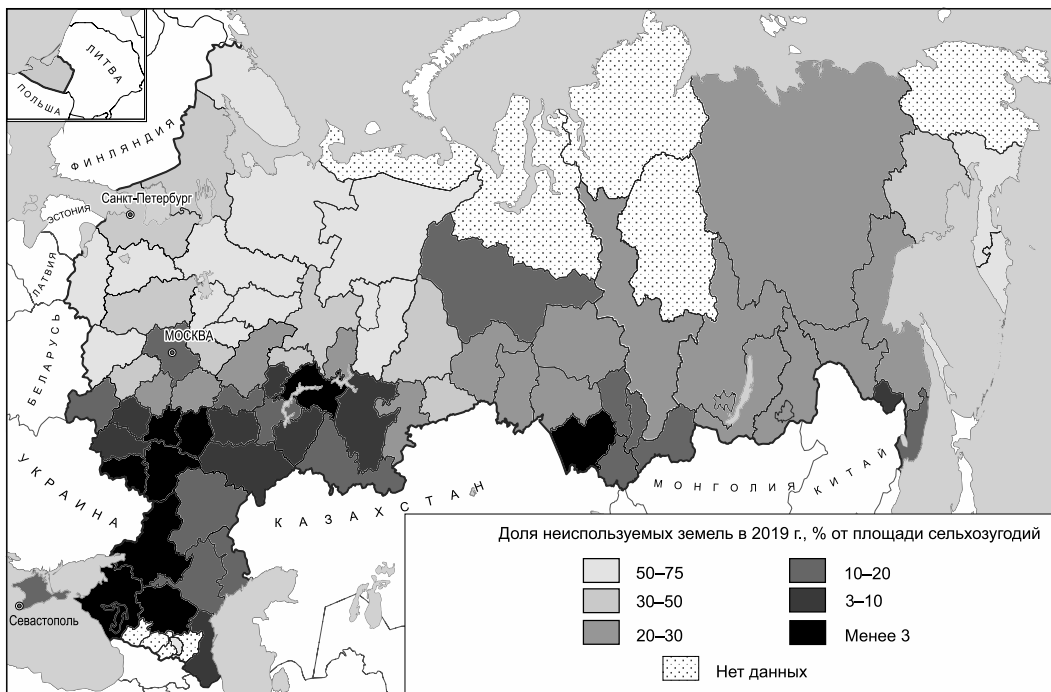 ЛИТВА
ПОЛЬША
ФИНЛЯНДИЯ
Санкт-Петербург
ЭСТОНИЯ
ЛАТВИЯ
МОСКВА
БЕЛАРУСЬ
УКРАИНА
КАЗАХСТАН
МОНГОЛИЯ
КИТАЙ
Севастополь
Доля неиспользуемых земель в 2019 г., % от площади сельхозугодий
50–75
10–20
30–50
3–10
20–30
Менее 3
Нет данных